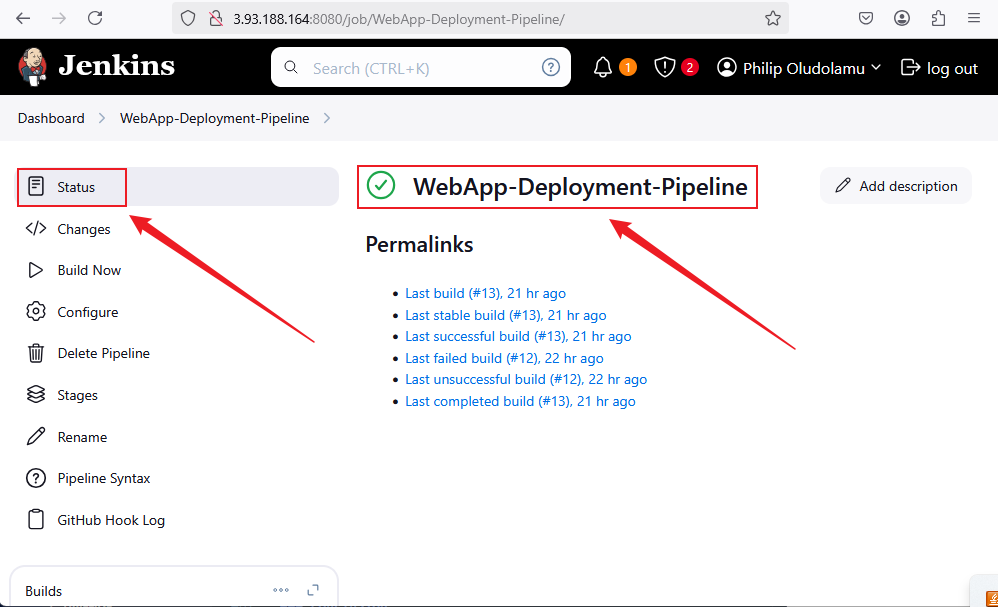 3.93.188.164:8080/job/WebApp-Deployment-Pipeline/
Jenkins
Search (CTRL+K)
?
1
2
Philip Oludolamu
log out
Dashboard
WebApp-Deployment-Pipeline
Status
Changes
Build Now
Configure
Delete Pipeline
Stages
Rename
Pipeline Syntax
GitHub Hook Log
Builds
WebApp-Deployment-Pipeline
Add description
Permalinks
Last build (#13), 21 hr ago
Last stable build (#13), 21 hr ago
Last successful build (#13), 21 hr ago
Last failed build (#12), 22 hr ago
Last unsuccessful build (#12), 22 hr ago
Last completed build (#13), 21 hr ago